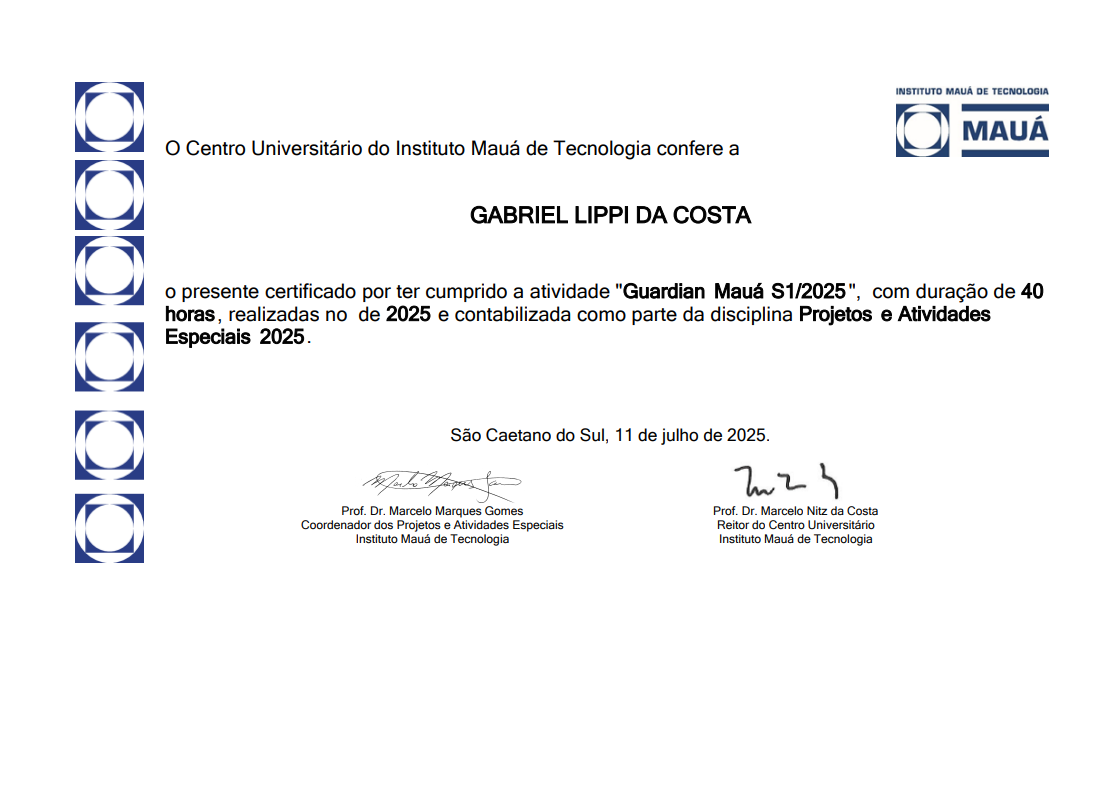 INSTITUTO MAUÁ DE TECNOLOGIA
MAUÁ
O Centro Universitário do Instituto Mauá de Tecnologia confere a
GABRIEL LIPPI DA COSTA
o presente certificado por ter cumprido a atividade "Guardian Mauá S1/2025", com duração de 40
horas, realizadas no de 2025 e contabilizada como parte da disciplina Projetos e Atividades
Especiais 2025.
São Caetano do Sul, 11 de julho de 2025.
Prof. Dr. Marcelo Marques Gomes
Coordenador dos Projetos e Atividades Especiais
Instituto Mauá de Tecnologia
Prof. Dr. Marcelo Nitz da Costa
Reitor do Centro Universitário
Instituto Mauá de Tecnologia